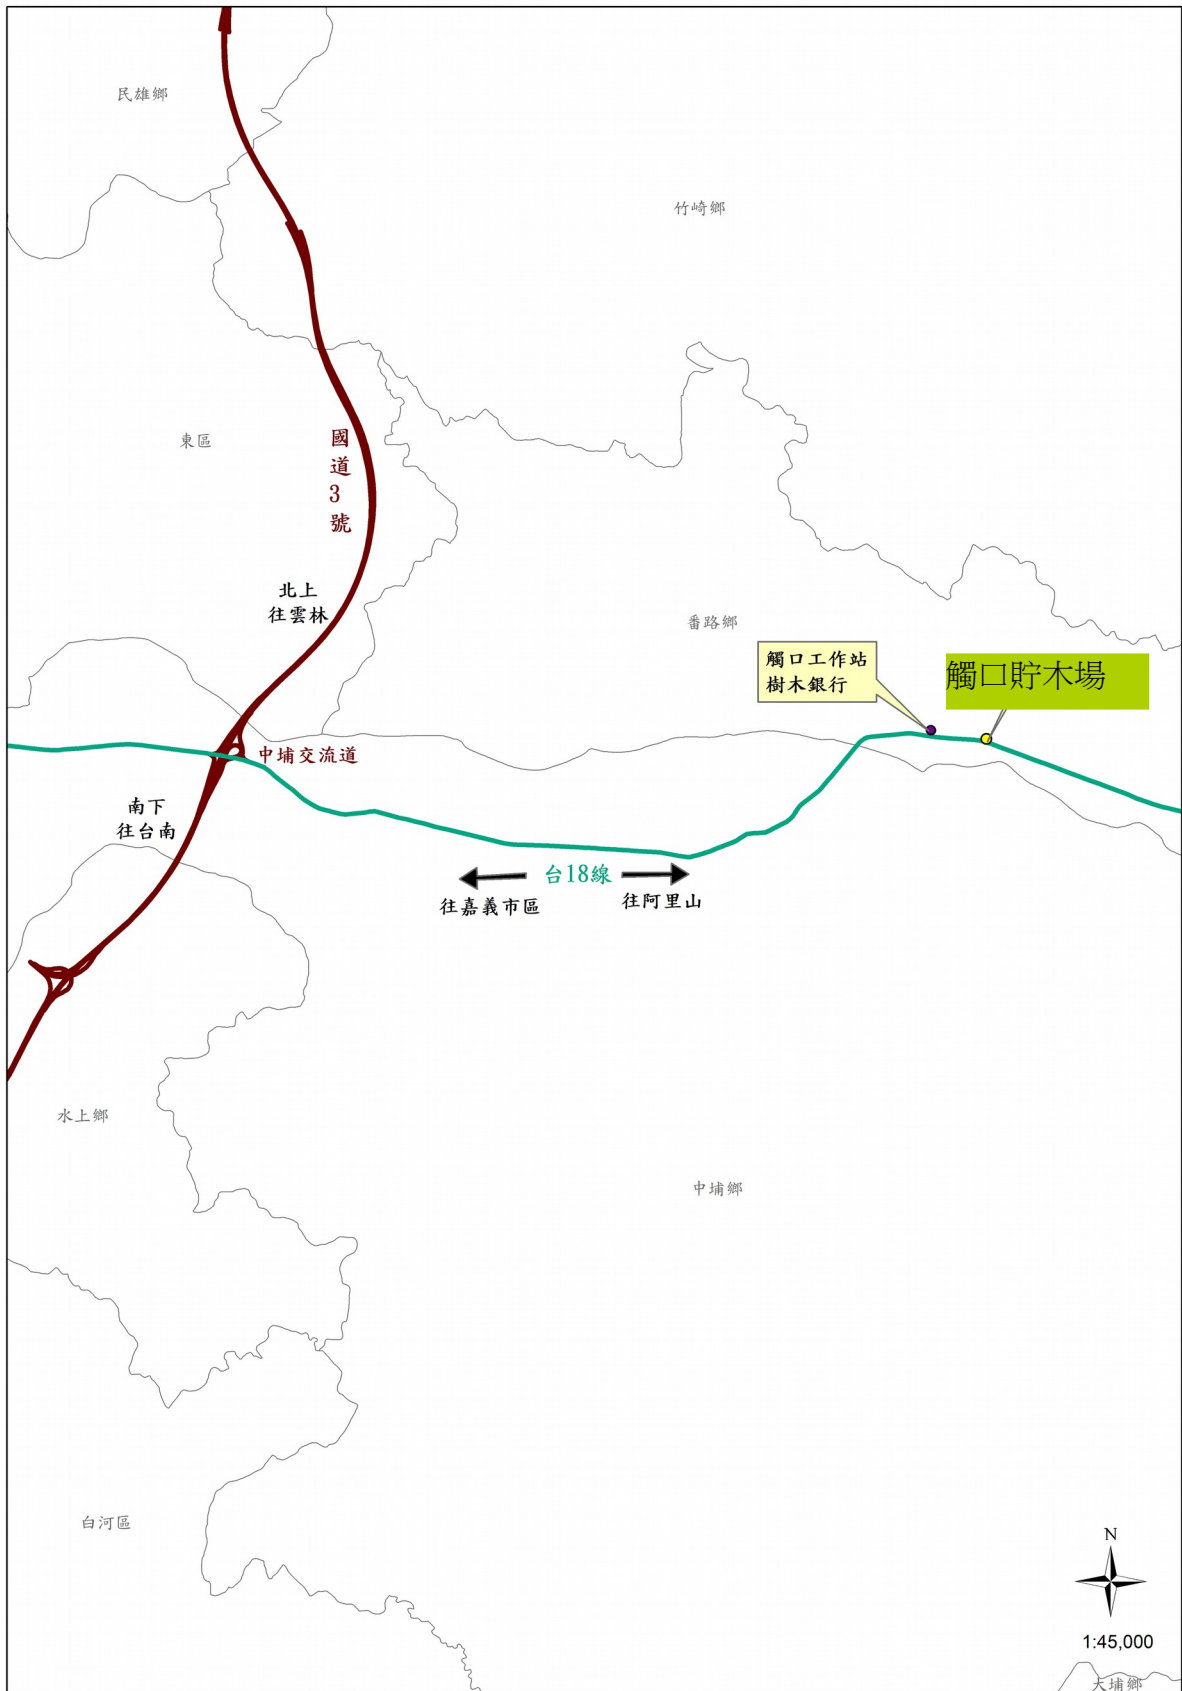 民雄鄉
竹崎鄉
東區
國
道
3
號
北上
往雲林
番路鄉
觸口工作站
樹木銀行
觸口貯木場
中埔交流道
南下
往台南
台18線
往嘉義市區
往阿里山
水上鄉
中埔鄉
白河區
N
1:45,000
大埔鄉